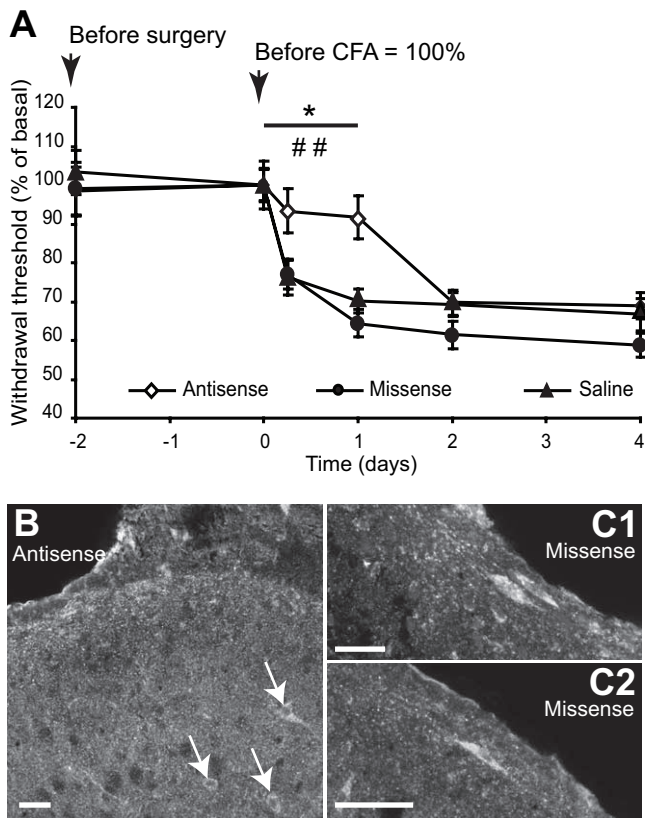 A
Before surgery
Before CFA = 100%
*
# #
Withdrawal threshold (% of basal)
120
110
100
90
80
70
60
50
40
Antisense
Missense
Saline
-2
-1
0
1
2
3
4
Time (days)
B
Antisense
C1
Missense
C2
Missense